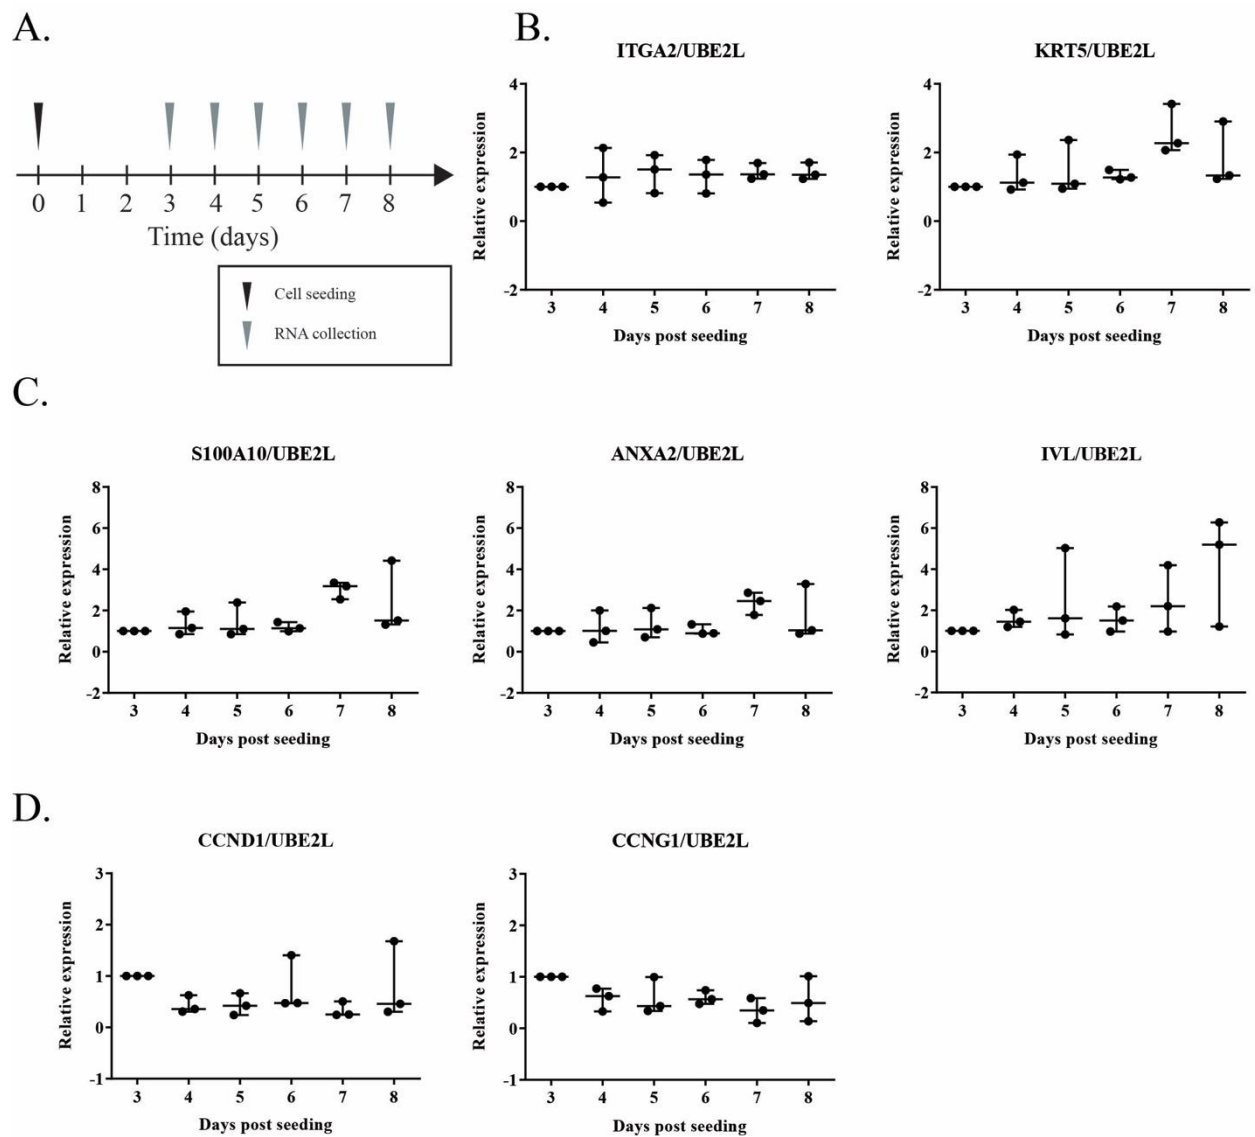 A.
0 1 2 3 4 5 6 7 8
Time (days)
Cell seeding
RNA collection
B.
ITGA2/UBE2L
Relative expression
4
2
0
-2
3 4 5 6 7 8
Days post seeding
KRT5/UBE2L
Relative expression
4
2
0
-2
3 4 5 6 7 8
Days post seeding
C.
S100A10/UBE2L
Relative expression
8
6
4
2
0
-2
3 4 5 6 7 8
Days post seeding
ANXA2/UBE2L
Relative expression
8
6
4
2
0
-2
3 4 5 6 7 8
Days post seeding
IVL/UBE2L
Relative expression
8
6
4
2
0
-2
3 4 5 6 7 8
Days post seeding
D.
CCND1/UBE2L
Relative expression
3
2
1
0
-1
3 4 5 6 7 8
Days post seeding
CCNG1/UBE2L
Relative expression
3
2
1
0
-1
3 4 5 6 7 8
Days post seeding